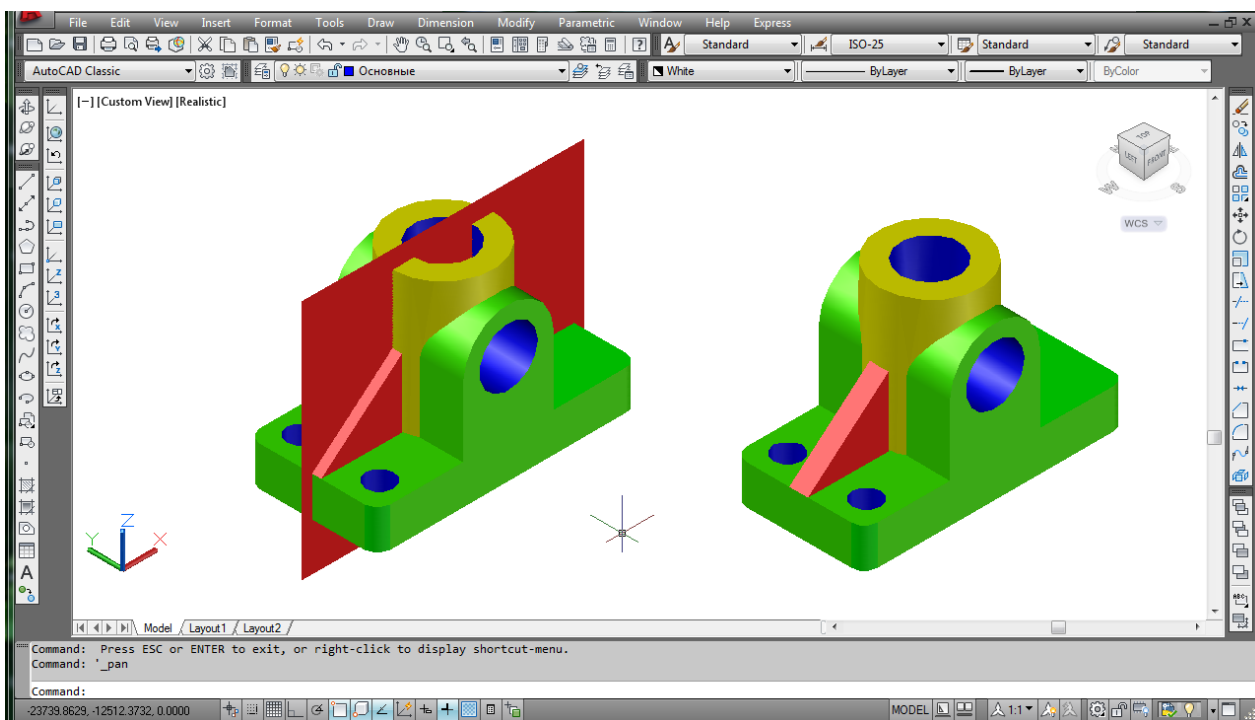 File Edit View Insert Format Tools Draw Dimension Modify Parametric Window Help Express
Standard ISO-25 Standard Standard
AutoCAD Classic Основные White ByLayer ByLayer ByColor
[−] [Custom View] [Realistic]
TOP
LEFT FRONT
WCS
Z
Y X
Model Layout1 Layout2
Command: Press ESC or ENTER to exit, or right-click to display shortcut-menu.
Command: '_pan
Command:
-23739.8629, -12512.3732, 0.0000 MODEL 1:1